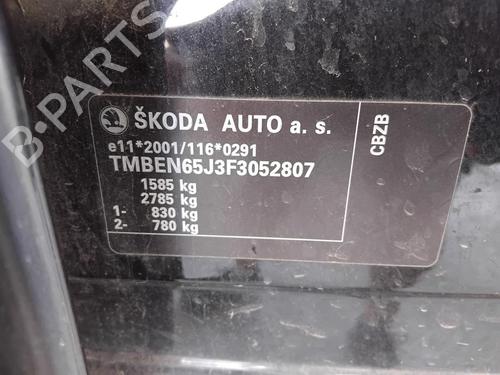 B-PARTS
ŠKODA AUTO a. s.
e11*2001/116*0291
TMBEN65J3F3052807
1585 kg
2785 kg
1- 830 kg
2- 780 kg
CBZB